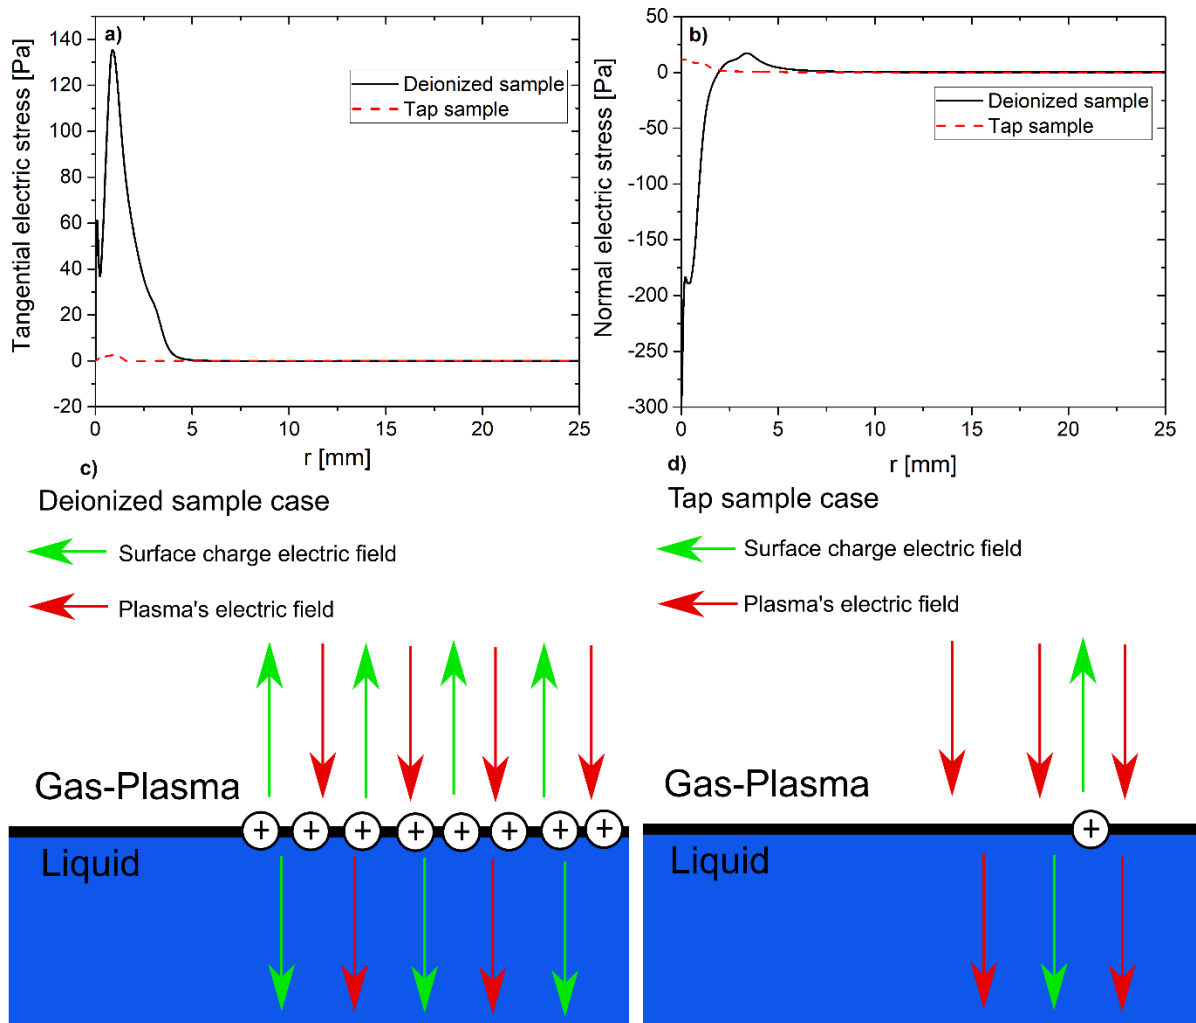 a)
Tangential electric stress [Pa]
140
120
100
80
60
40
20
0
-20
Deionized sample
Tap sample
0 5 10 15 20 25
r [mm]
b)
Normal electric stress [Pa]
50
0
-50
-100
-150
-200
-250
-300
Deionized sample
Tap sample
0 5 10 15 20 25
r [mm]
c)
Deionized sample case
Surface charge electric field
Plasma's electric field
Gas-Plasma
+ + + + + + + +
Liquid
d)
Tap sample case
Surface charge electric field
Plasma's electric field
Gas-Plasma
+
Liquid